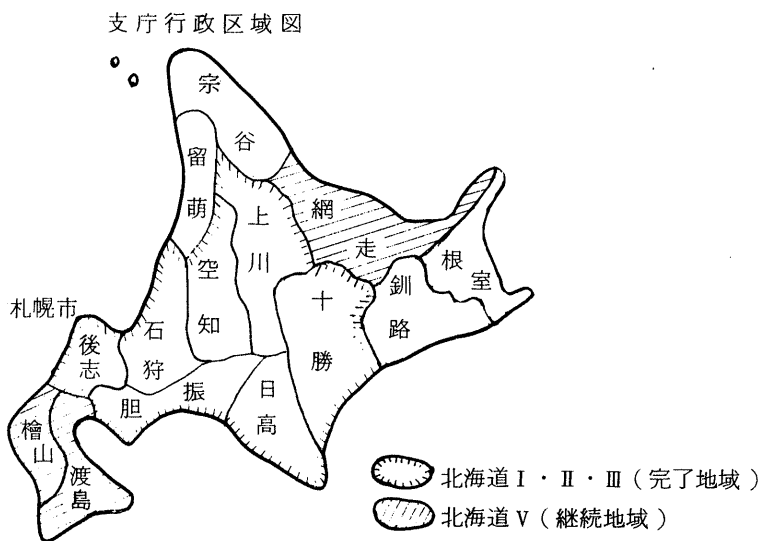 支庁行政区域図
宗谷
留萌
上川
網走
空知
根室
釧路
十勝
札幌市
石狩
後志
胆振
日高
檜山
渡島
北海道Ⅰ・Ⅱ・Ⅲ(完了地域)
北海道Ⅴ(継続地域)